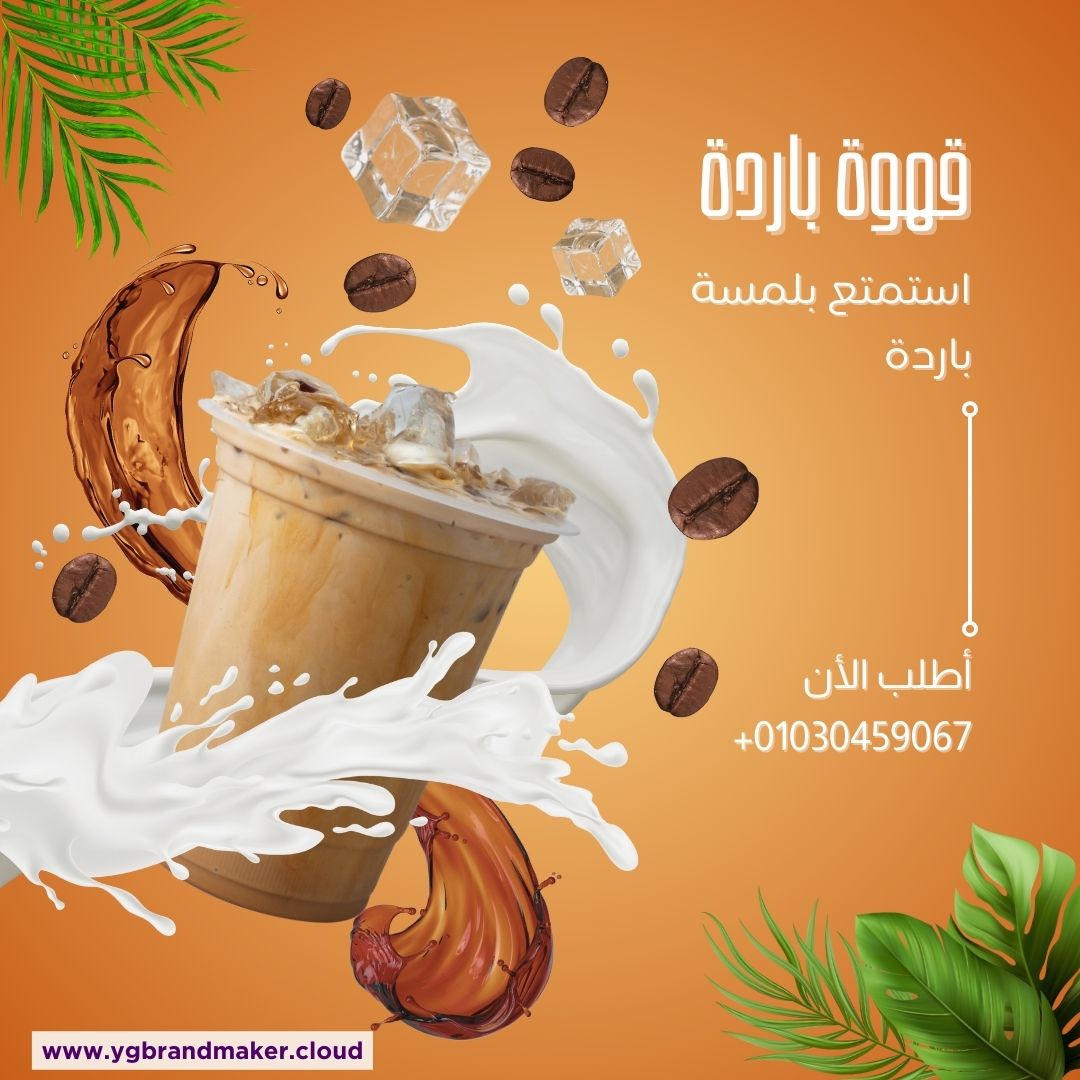 قهوة باردة
استمتع بلمسة
باردة
أطلب الأن
+01030459067
www.ygbrandmaker.cloud